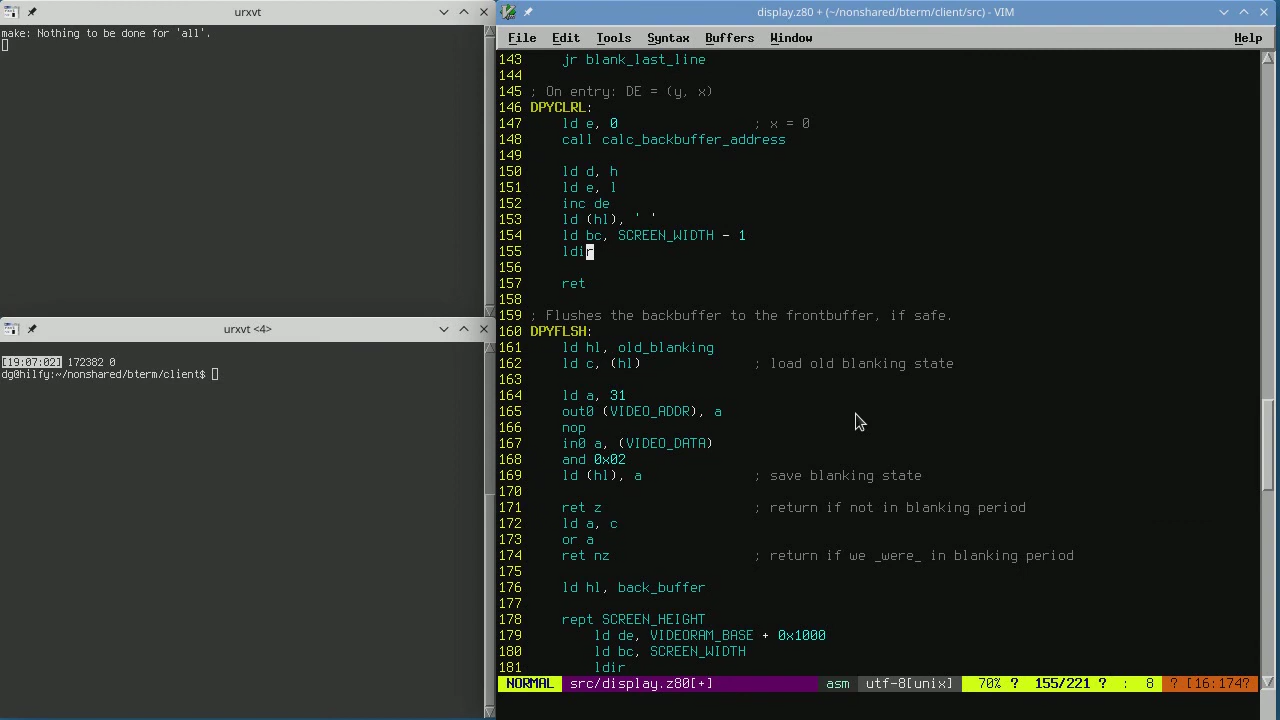 urxvt
make: Nothing to be done for 'all'.
urxvt <4>
[19:07:02] 172382 0
dg@hilfy:~/nonshared/bterm/client$
display.z80 + (~/nonshared/bterm/client/src) - VIM
File Edit Tools Syntax Buffers Window Help
143 jr blank_last_line
144
145 ; On entry: DE = (y, x)
146 DPYCLRL:
147 ld e, 0 ; x = 0
148 call calc_backbuffer_address
149
150 ld d, h
151 ld e, l
152 inc de
153 ld (hl), ' '
154 ld bc, SCREEN_WIDTH - 1
155 ldir
156
157 ret
158
159 ; Flushes the backbuffer to the frontbuffer, if safe.
160 DPYFLSH:
161 ld hl, old_blanking
162 ld c, (hl) ; load old blanking state
163
164 ld a, 31
165 out0 (VIDEO_ADDR), a
166 nop
167 in0 a, (VIDEO_DATA)
168 and 0x02
169 ld (hl), a ; save blanking state
170
171 ret z ; return if not in blanking period
172 ld a, c
173 or a
174 ret nz ; return if we _were_ in blanking period
175
176 ld hl, back_buffer
177
178 rept SCREEN_HEIGHT
179 ld de, VIDEORAM_BASE + 0x1000
180 ld bc, SCREEN_WIDTH
181 ldir
NORMAL src/display.z80[+] asm utf-8[unix] 70% ? 155/221 ? : 8 ? [16:174?